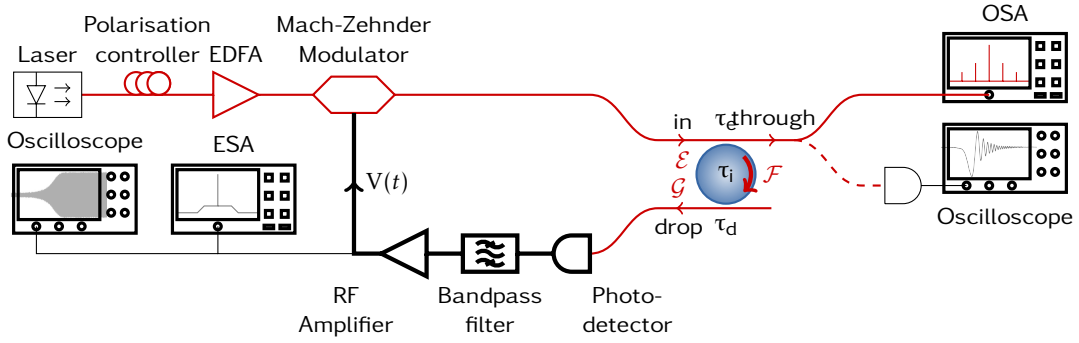 Laser
Polarisation
controller
EDFA
Mach-Zehnder
Modulator
OSA
Oscilloscope
ESA
V(t)
in
τe
through
ℰ
𝒢
τi
ℱ
drop
τd
Oscilloscope
RF
Amplifier
Bandpass
filter
Photo-
detector